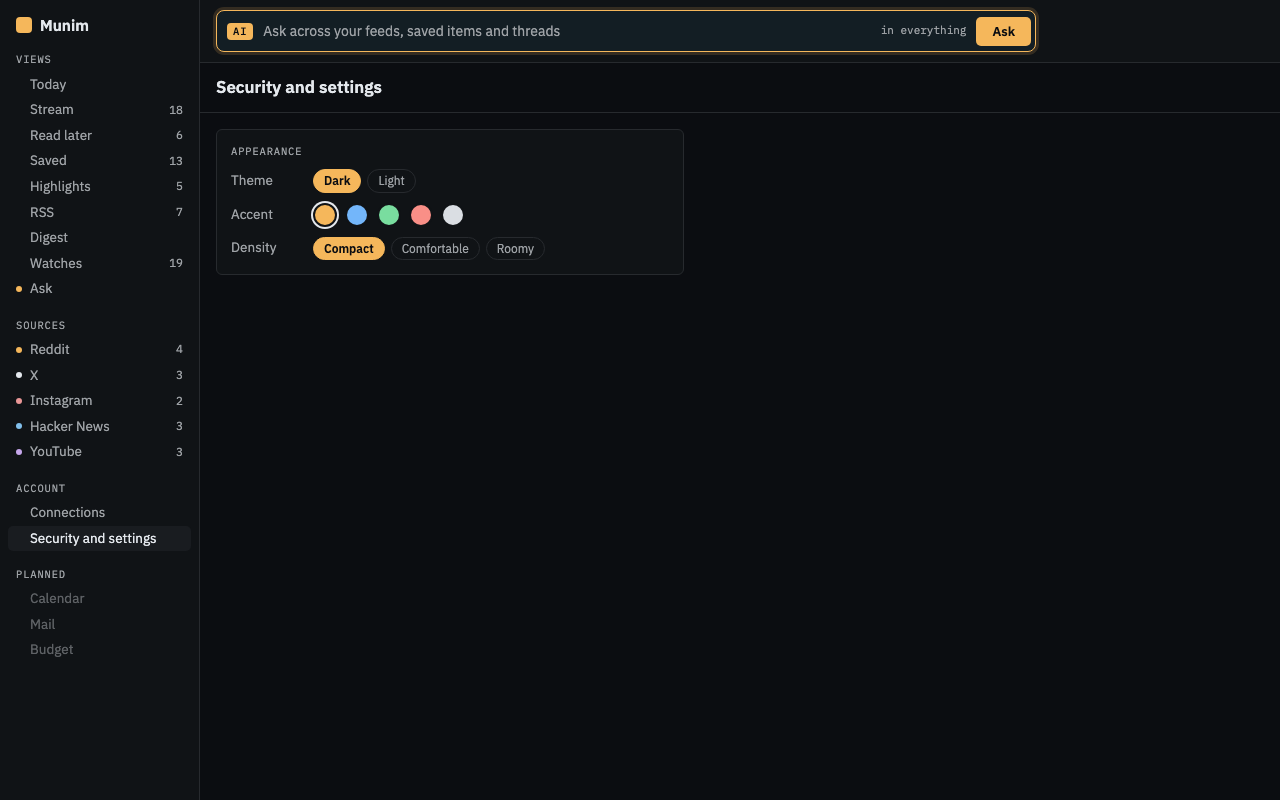 Munim
VIEWS
Today
Stream 18
Read later 6
Saved 13
Highlights 5
RSS 7
Digest
Watches 19
Ask
SOURCES
Reddit 4
X 3
Instagram 2
Hacker News 3
YouTube 3
ACCOUNT
Connections
Security and settings
PLANNED
Calendar
Mail
Budget
AI Ask across your feeds, saved items and threads in everything Ask
Security and settings
APPEARANCE
Theme Dark Light
Accent
Density Compact Comfortable Roomy